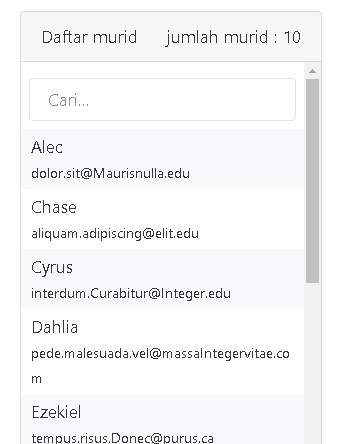 Daftar murid jumlah murid : 10
Cari...
Alec
dolor.sit@Maurisnulla.edu
Chase
aliquam.adipiscing@elit.edu
Cyrus
interdum.Curabitur@Integer.edu
Dahlia
pede.malesuada.vel@massaIntegervitae.co
m
Ezekiel
tempus.risus.Donec@purus.ca